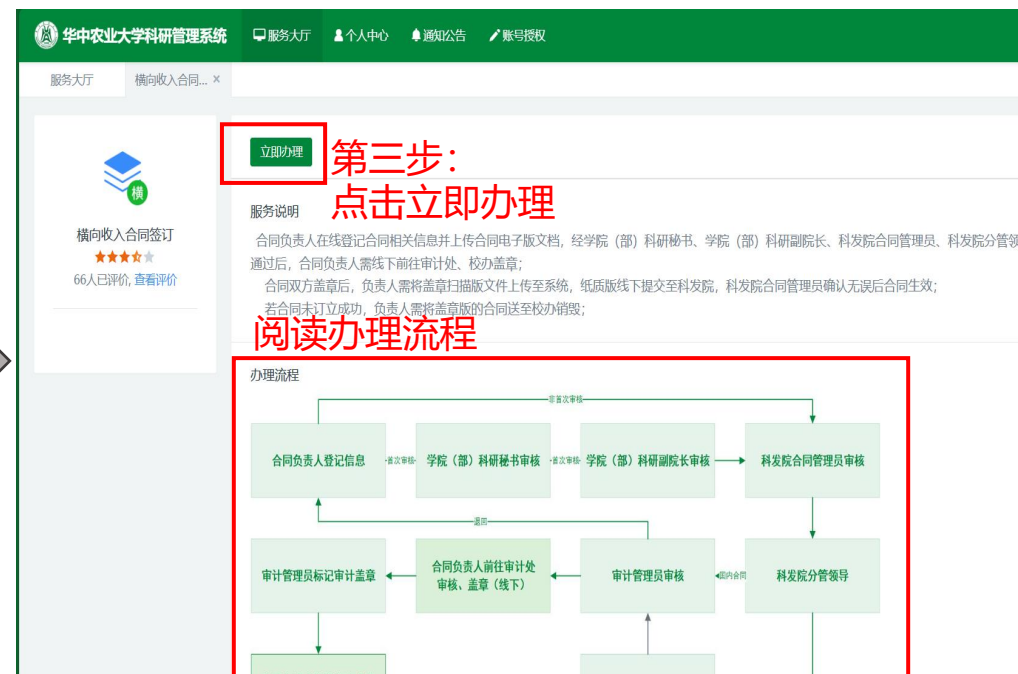 华中农业大学科研管理系统
服务大厅
个人中心
通知公告
账号授权
服务大厅
横向收入合同... ×
横
横向收入合同签订
66人已评价, 查看评价
立即办理
第三步：
点击立即办理
服务说明
合同负责人在线登记合同相关信息并上传合同电子版文档，经学院（部）科研秘书、学院（部）科研副院长、科发院合同管理员、科发院分管领
通过后，合同负责人需线下前往审计处、校办盖章；
合同双方盖章后，负责人需将盖章扫描版文件上传至系统，纸质版线下提交至科发院，科发院合同管理员确认无误后合同生效；
若合同未订立成功，负责人需将盖章版的合同送至校办销毁；
阅读办理流程
办理流程
非首次审核
合同负责人登记信息
首次审核
学院（部）科研秘书审核
首次审核
学院（部）科研副院长审核
科发院合同管理员审核
退回
审计管理员标记审计盖章
合同负责人前往审计处
审核、盖章（线下）
审计管理员审核
国内合同
科发院分管领导